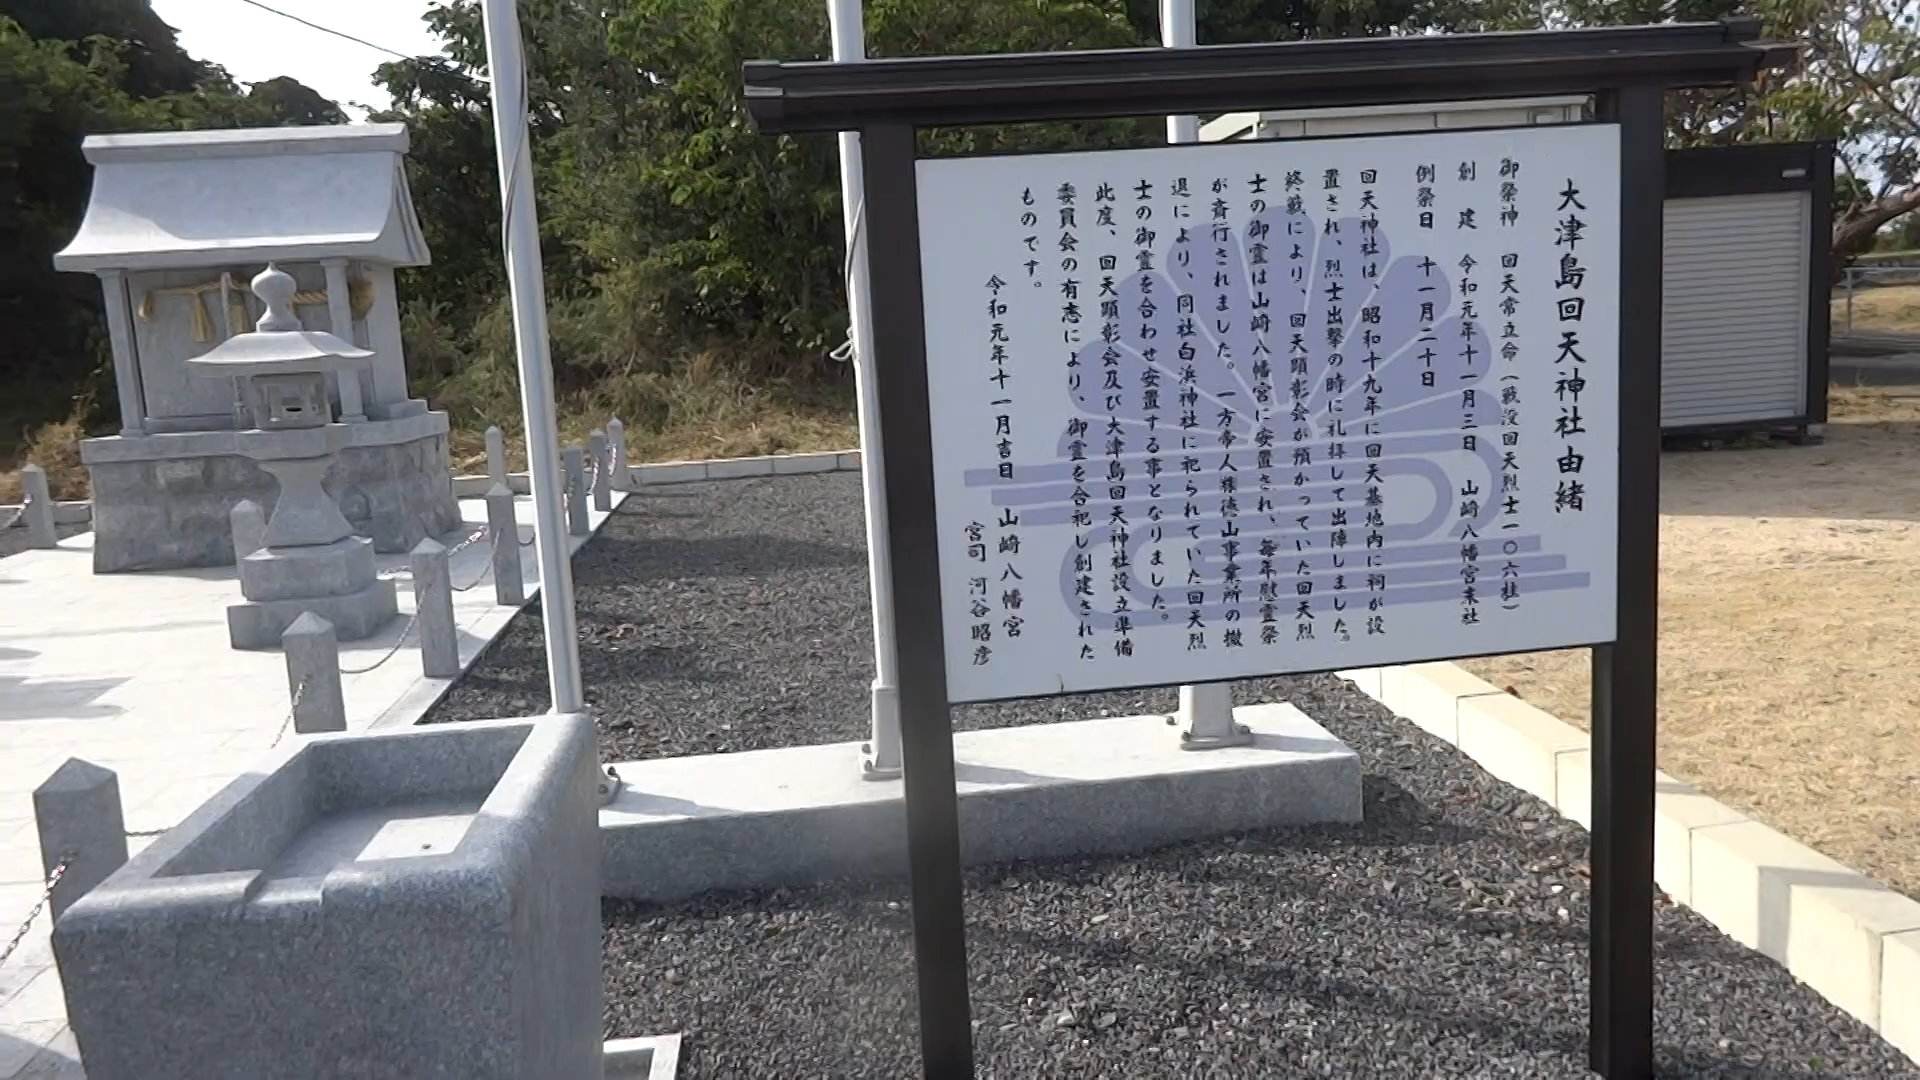 大津島回天神社由緒
御祭神　回天常立命（戦没回天烈士一〇六社）
創　建　令和元年十一月三日　山﨑八幡宮末社
例祭日　十一月二十日
回天神社は、昭和十九年に回天基地内に祠が設
置され、烈士出撃の時に礼拝して出陣しました。
終戦により、回天顕彰会が預かっていた回天烈
士の御霊は山﨑八幡宮に安置され、毎年慰霊祭
が斎行されました。一方帝人㈱徳山事業所の撤
退により、同社白浜神社に祀られていた回天烈
士の御霊を合わせ安置する事となりました。
此度、回天顕彰会及び大津島回天神社設立準備
委員会の有志により、御霊を合祀し創建された
ものです。
令和元年十一月吉日　山﨑八幡宮
宮司　河谷昭彦